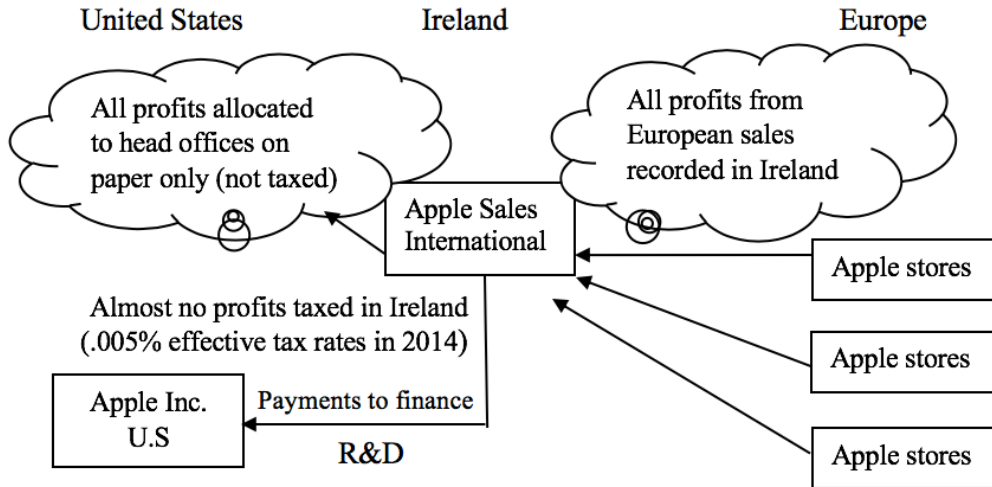 United States
Ireland
Europe
All profits allocated
to head offices on
paper only (not taxed)
All profits from
European sales
recorded in Ireland
Apple Sales
International
Apple stores
Almost no profits taxed in Ireland
(.005% effective tax rates in 2014)
Apple stores
Apple Inc.
U.S
Payments to finance
R&D
Apple stores